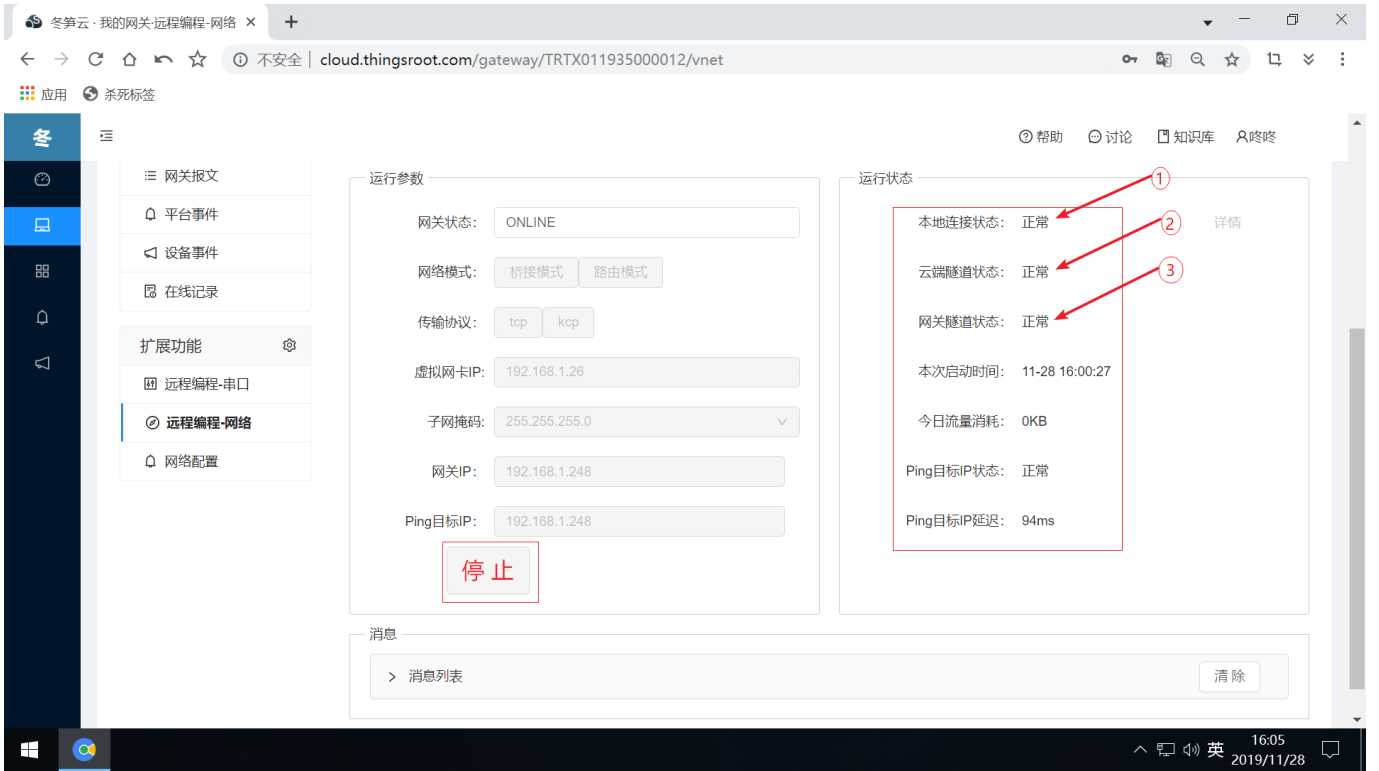 冬笋云 · 我的网关·远程编程-网络
不安全 | cloud.thingsroot.com/gateway/TRTX011935000012/vnet
应用 杀死标签
冬
帮助 讨论 知识库 咚咚
网关报文
平台事件
设备事件
在线记录
扩展功能
远程编程-串口
远程编程-网络
网络配置
运行参数
网关状态: ONLINE
网络模式: 桥接模式 路由模式
传输协议: tcp kcp
虚拟网卡IP: 192.168.1.26
子网掩码: 255.255.255.0
网关IP: 192.168.1.248
Ping目标IP: 192.168.1.248
停 止
运行状态
1
本地连接状态: 正常 2 详情
云端隧道状态: 正常 3
网关隧道状态: 正常
本次启动时间: 11-28 16:00:27
今日流量消耗: 0KB
Ping目标IP状态: 正常
Ping目标IP延迟: 94ms
消息
消息列表 清 除
英 16:05
2019/11/28